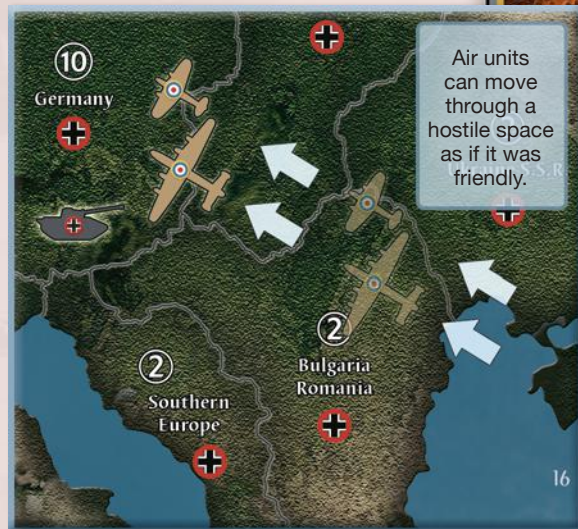 10
Germany
Air units
can move
through a
hostile space
as if it was
friendly.
Ukraine S.S.R.
2
Bulgaria
Romania
2
Southern
Europe
16